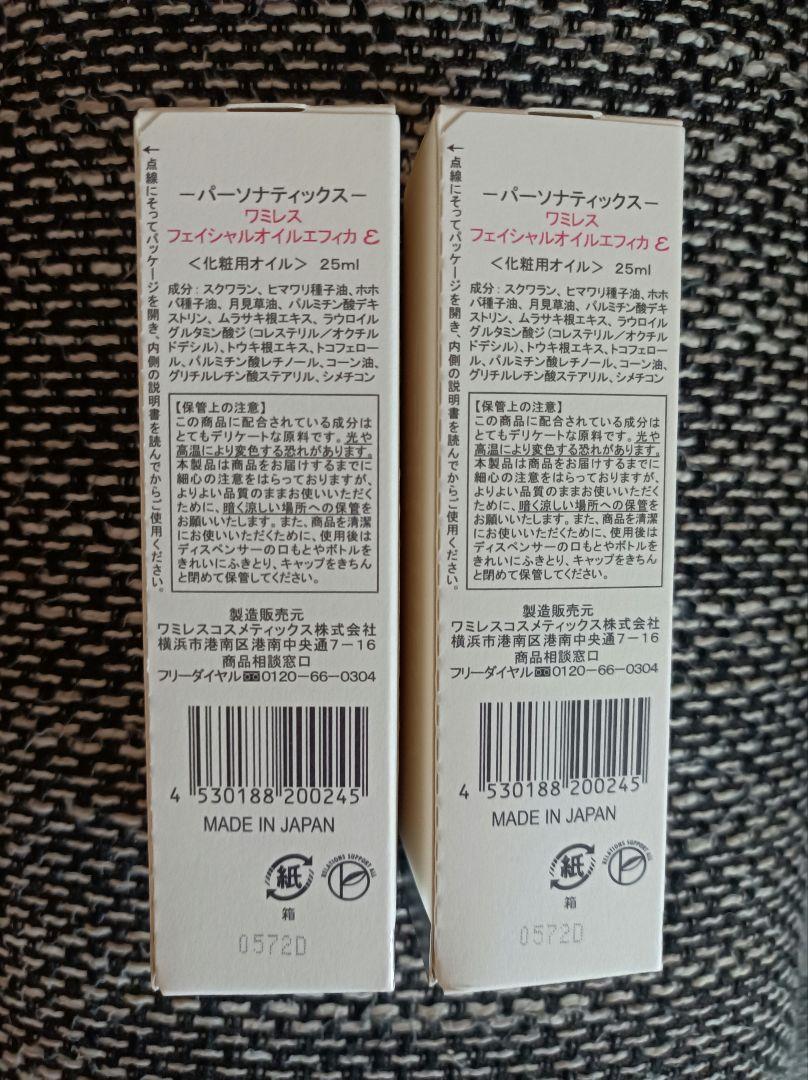 ←点線にそってパッケージを開き、内側の説明書を読んでからご使用ください。
－パーソナティックス－
ワミレス
フェイシャルオイルエフィカ ε
＜化粧用オイル＞ 25ml
成分：スクワラン、ヒマワリ種子油、ホホ
バ種子油、月見草油、パルミチン酸デキ
ストリン、ムラサキ根エキス、ラウロイル
グルタミン酸ジ（コレステリル／オクチル
ドデシル）、トウキ根エキス、トコフェロー
ル、パルミチン酸レチノール、コーン油、
グリチルレチン酸ステアリル、シメチコン
【保管上の注意】
この商品に配合されている成分は
とてもデリケートな原料です。光や
高温により変色する恐れがあります。
本製品は商品をお届けするまでに
細心の注意をはらっておりますが、
よりよい品質のままお使いいただく
ために、暗く涼しい場所への保管を
お願いいたします。また、商品を清潔
にお使いいただくために、使用後は
ディスペンサーの口もとやボトルを
きれいにふきとり、キャップをきちん
と閉めて保管してください。
製造販売元
ワミレスコスメティックス株式会社
横浜市港南区港南中央通7－16
商品相談窓口
フリーダイヤル0120－66－0304
4 530188 200245
MADE IN JAPAN
紙
箱
RELATIONS SUPPORT AID
0572D
←点線にそってパッケージを開き、内側の説明書を読んでからご使用ください。
－パーソナティックス－
ワミレス
フェイシャルオイルエフィカ ε
＜化粧用オイル＞ 25ml
成分：スクワラン、ヒマワリ種子油、ホホ
バ種子油、月見草油、パルミチン酸デキ
ストリン、ムラサキ根エキス、ラウロイル
グルタミン酸ジ（コレステリル／オクチル
ドデシル）、トウキ根エキス、トコフェロー
ル、パルミチン酸レチノール、コーン油、
グリチルレチン酸ステアリル、シメチコン
【保管上の注意】
この商品に配合されている成分は
とてもデリケートな原料です。光や
高温により変色する恐れがあります。
本製品は商品をお届けするまでに
細心の注意をはらっておりますが、
よりよい品質のままお使いいただく
ために、暗く涼しい場所への保管を
お願いいたします。また、商品を清潔
にお使いいただくために、使用後は
ディスペンサーの口もとやボトルを
きれいにふきとり、キャップをきちん
と閉めて保管してください。
製造販売元
ワミレスコスメティックス株式会社
横浜市港南区港南中央通7－16
商品相談窓口
フリーダイヤル0120－66－0304
4 530188 200245
MADE IN JAPAN
紙
箱
RELATIONS SUPPORT AID
0572D